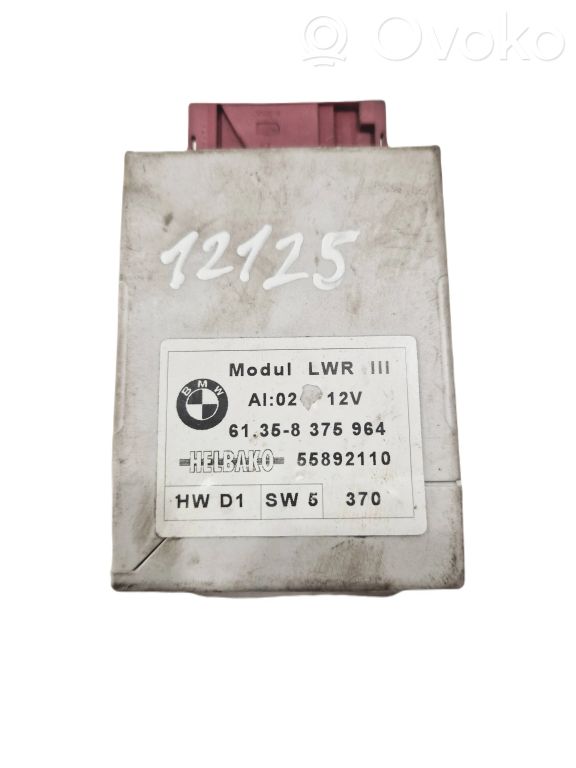 Ovoko
12125
BMW
Modul LWR III
AI:02 12V
61.35-8 375 964
HELBAKO 55892110
HW D1 SW 5 370